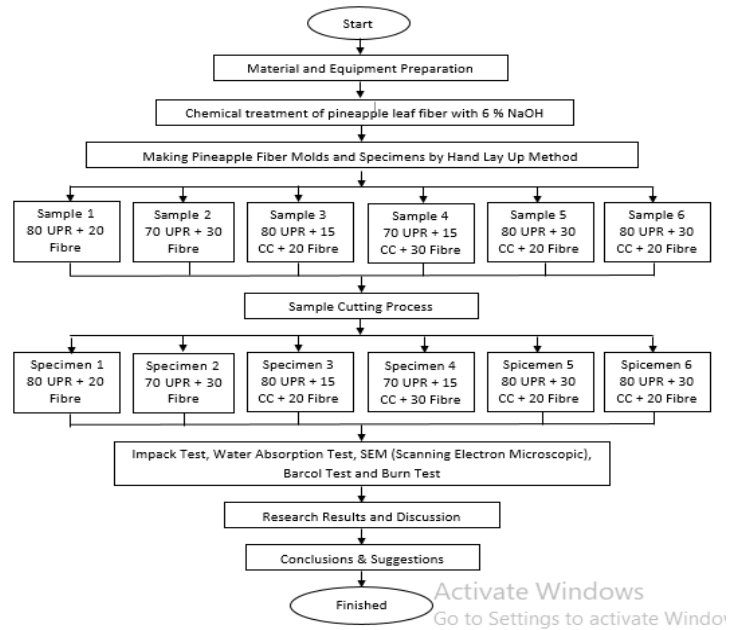 Start
Material and Equipment Preparation
Chemical treatment of pineapple leaf fiber with 6 % NaOH
Making Pineapple Fiber Molds and Specimens by Hand Lay Up Method
Sample 1
80 UPR + 20
Fibre
Sample 2
70 UPR + 30
Fibre
Sample 3
80 UPR + 15
CC + 20 Fibre
Sample 4
70 UPR + 15
CC + 30 Fibre
Sample 5
80 UPR + 30
CC + 20 Fibre
Sample 6
80 UPR + 30
CC + 20 Fibre
Sample Cutting Process
Specimen 1
80 UPR + 20
Fibre
Specimen 2
70 UPR + 30
Fibre
Specimen 3
80 UPR + 15
CC + 20 Fibre
Specimen 4
70 UPR + 15
CC + 30 Fibre
Spicemen 5
80 UPR + 30
CC + 20 Fibre
Spicemen 6
80 UPR + 30
CC + 20 Fibre
Impack Test, Water Absorption Test, SEM (Scanning Electron Microscopic),
Barcol Test and Burn Test
Research Results and Discussion
Conclusions & Suggestions
Finished
Activate Windows
Go to Settings to activate Windo